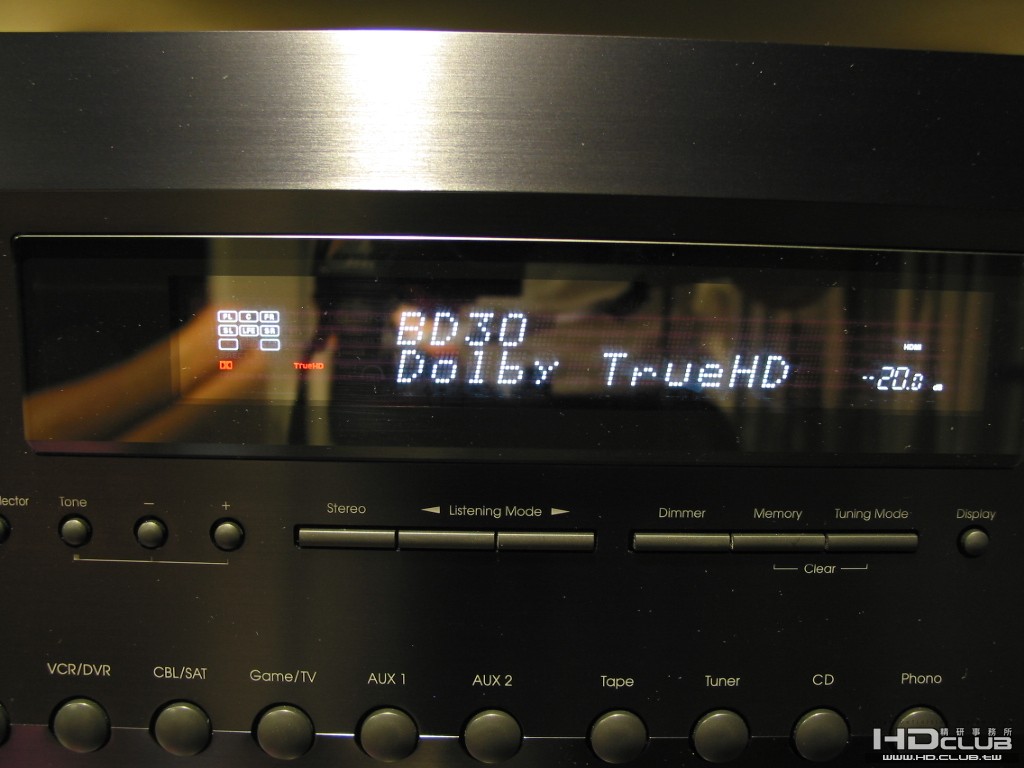 FL C FR
SL LFE SR
BD30
HDMI
TrueHD
Dolby TrueHD
-20.0 dB
lector
Tone
− +
Stereo
Listening Mode
Dimmer
Memory
Tuning Mode
Display
Clear
VCR/DVR
CBL/SAT
Game/TV
AUX 1
AUX 2
Tape
Tuner
CD
Phono
HDCLUB 精研事務所
www.HD.CLUB.tw